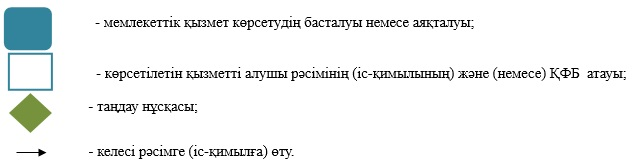 - мемлекеттік қызмет көрсетудің басталуы немесе аяқталуы;
- көрсетілетін қызметті алушы рәсімінің (іс-қимылының) және (немесе) ҚФБ атауы;
- таңдау нұсқасы;
- келесі рәсімге (іс-қимылға) өту.